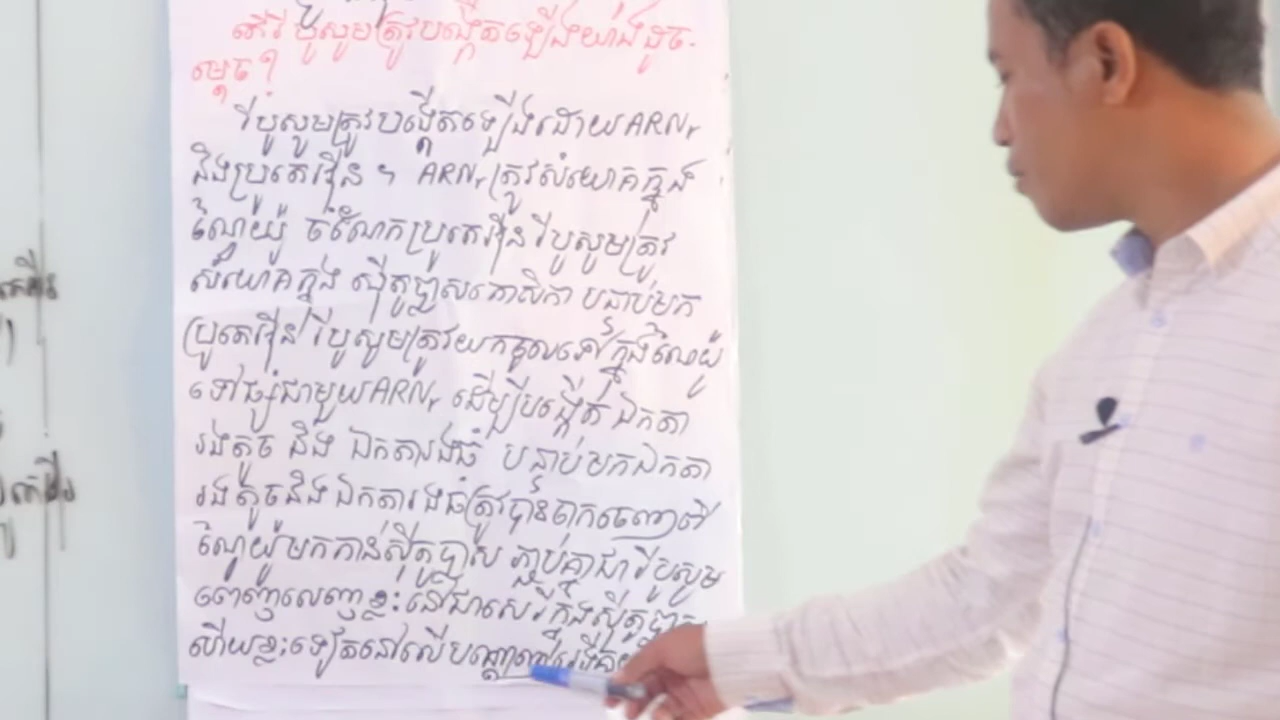 តើរីបូសូមត្រូវបង្កើតឡើងយ៉ាងដូច
ម្តេច?
រីបូសូមត្រូវបង្កើតឡើងដោយ ARNr
និងប្រូតេអ៊ីន ។ ARNr ត្រូវសំយោគក្នុង
ណ្វៃយ៉ូ ចំណែកប្រូតេអ៊ីនរីបូសូមត្រូវ
សំយោគក្នុង ស៊ីតូប្លាសកោសិកា បន្ទាប់មក
ប្រូតេអ៊ីនរីបូសូមត្រូវយកចូលទៅក្នុងណ្វៃយ៉ូ
ទៅផ្សំជាមួយ ARNr ដើម្បីបង្កើត ឯកតា
រងតូច និង ឯកតារងធំ បន្ទាប់មកឯកតា
រងតូចនិងឯកតារងធំត្រូវបានចាកចេញពី
ណ្វៃយ៉ូមកកាន់ស៊ីតូប្លាស ភ្ជាប់គ្នាជារីបូសូម
ពេញលេញខ្លះនៅជាសេរីក្នុងស៊ីតូប្លាស
ហើយខ្លះទៀតនៅលើបណ្តាញ